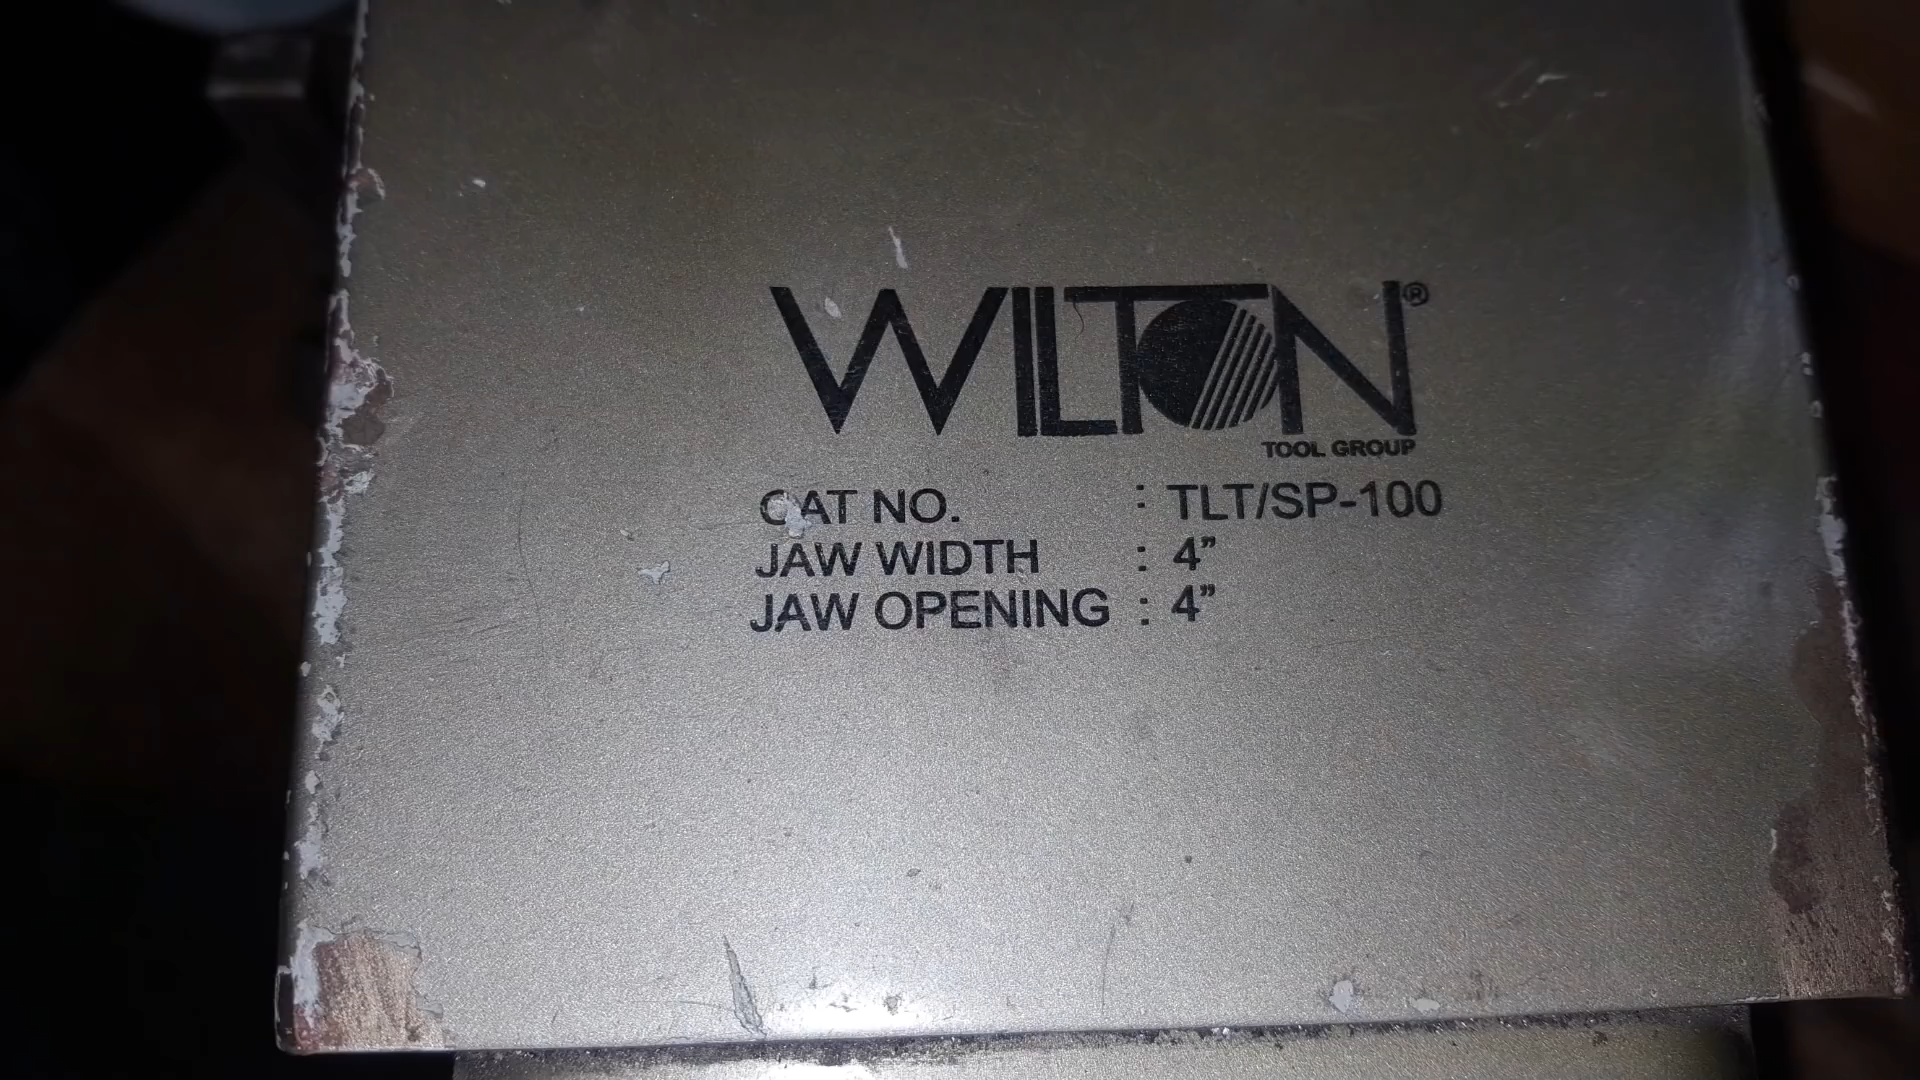 WILTON®
TOOL GROUP
CAT NO. : TLT/SP-100
JAW WIDTH : 4”
JAW OPENING : 4”